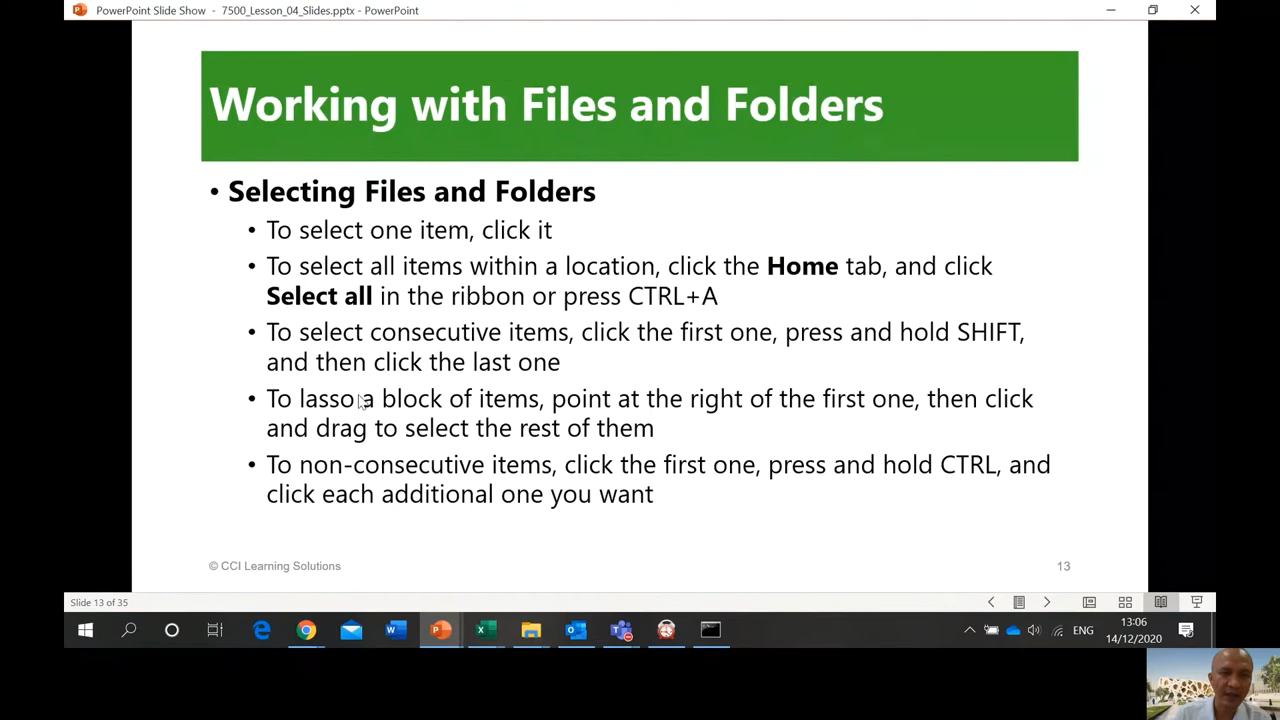 PowerPoint Slide Show - 7500_Lesson_04_Slides.pptx - PowerPoint
Working with Files and Folders
• Selecting Files and Folders
• To select one item, click it
• To select all items within a location, click the Home tab, and click
Select all in the ribbon or press CTRL+A
• To select consecutive items, click the first one, press and hold SHIFT,
and then click the last one
• To lasso a block of items, point at the right of the first one, then click
and drag to select the rest of them
• To non-consecutive items, click the first one, press and hold CTRL, and
click each additional one you want
© CCI Learning Solutions
13
Slide 13 of 35
ENG
13:06
14/12/2020